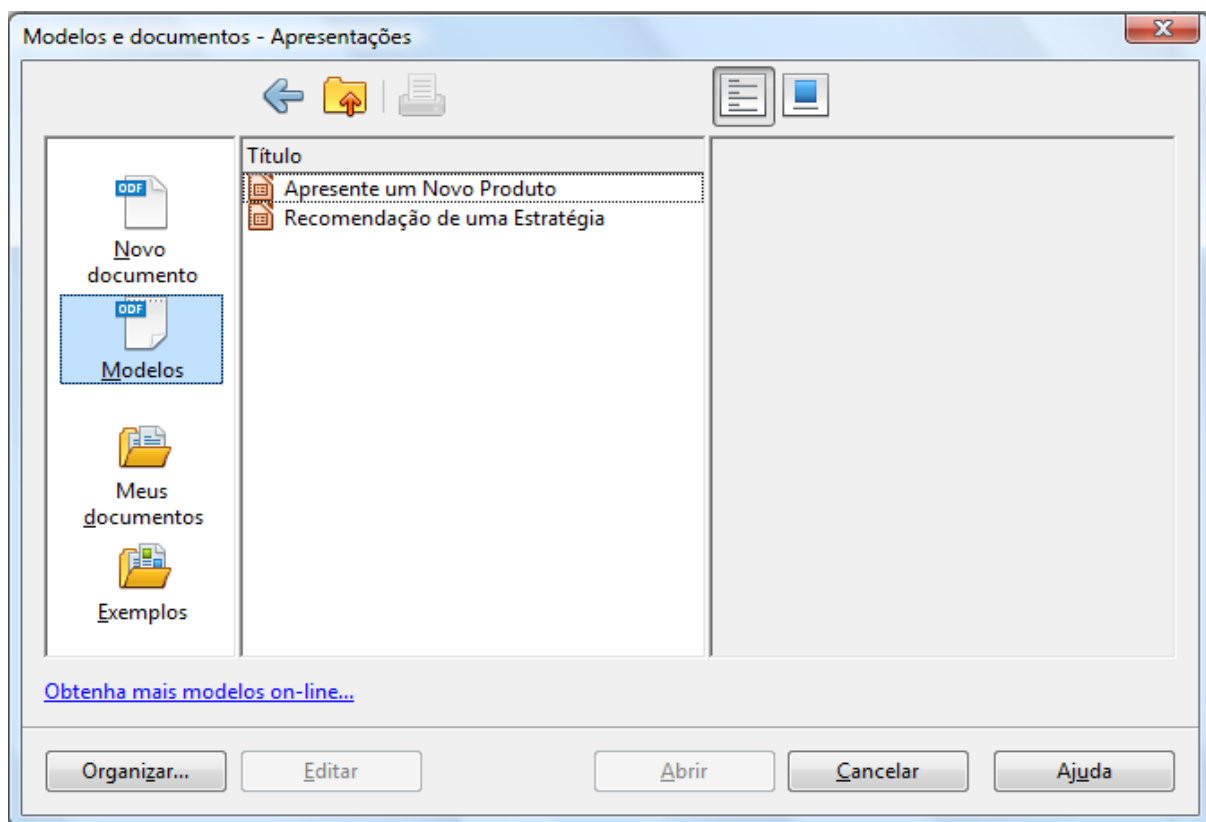 Modelos e documentos - Apresentações
Título
Apresente um Novo Produto
Recomendação de uma Estratégia
ODF
Novo
documento
ODF
Modelos
Meus
documentos
Exemplos
Obtenha mais modelos on-line...
Organizar...
Editar
Abrir
Cancelar
Ajuda